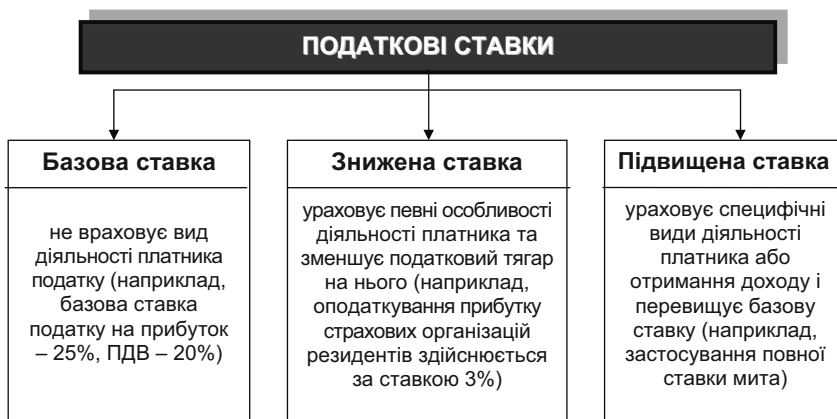 ПОДАТКОВІ СТАВКИ
Базова ставка
не враховує вид
діяльності платника
податку (наприклад,
базова ставка
податку на прибуток
– 25%, ПДВ – 20%)
Знижена ставка
ураховує певні особливості
діяльності платника та
зменшує податковий тягар
на нього (наприклад,
оподаткування прибутку
страхових організацій
резидентів здійснюється
за ставкою 3%)
Підвищена ставка
ураховує специфічні
види діяльності
платника або
отримання доходу і
перевищує базову
ставку (наприклад,
застосування повної
ставки мита)